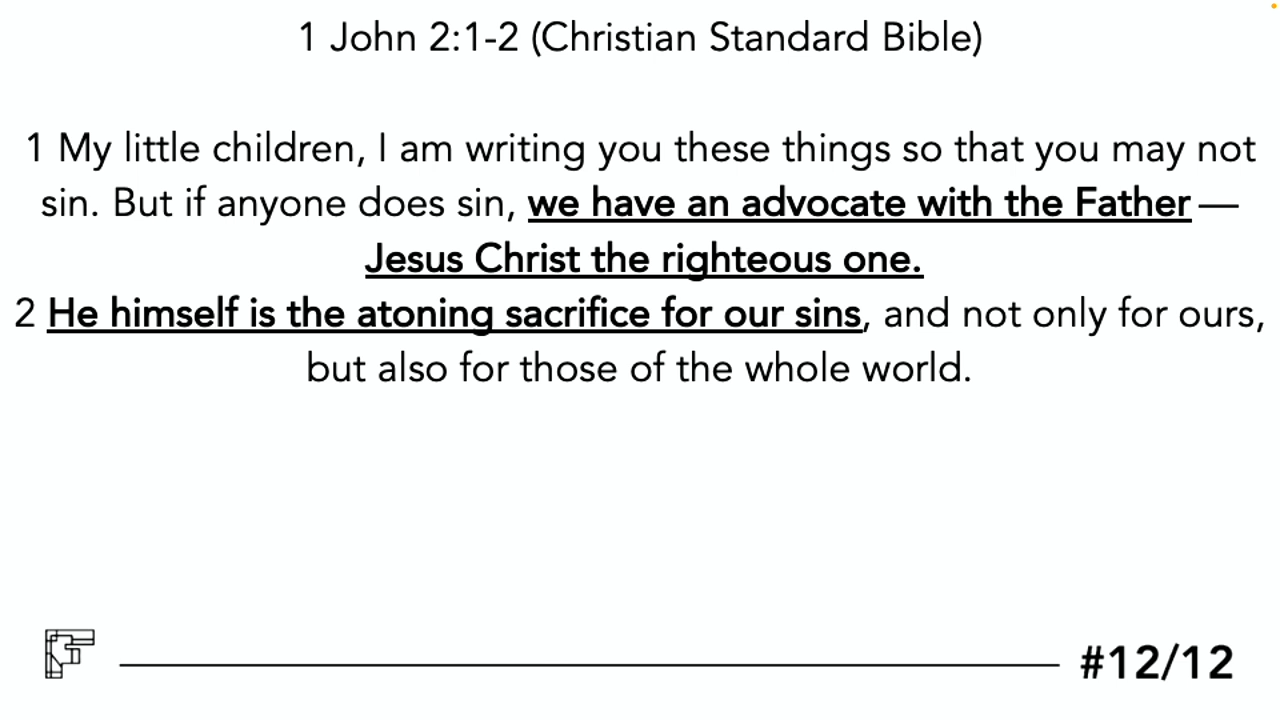 1 John 2:1-2 (Christian Standard Bible)
1 My little children, I am writing you these things so that you may not
sin. But if anyone does sin, we have an advocate with the Father —
Jesus Christ the righteous one.
2 He himself is the atoning sacrifice for our sins, and not only for ours,
but also for those of the whole world.
#12/12